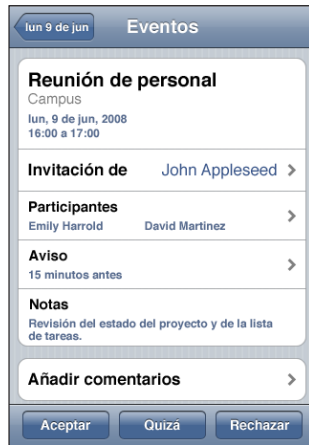 lun 9 de jun
Eventos
Reunión de personal
Campus
lun, 9 de jun, 2008
16:00 a 17:00
Invitación de John Appleseed
Participantes
Emily Harrold David Martinez
Aviso
15 minutos antes
Notas
Revisión del estado del proyecto y de la lista
de tareas.
Añadir comentarios
Aceptar Quizá Rechazar